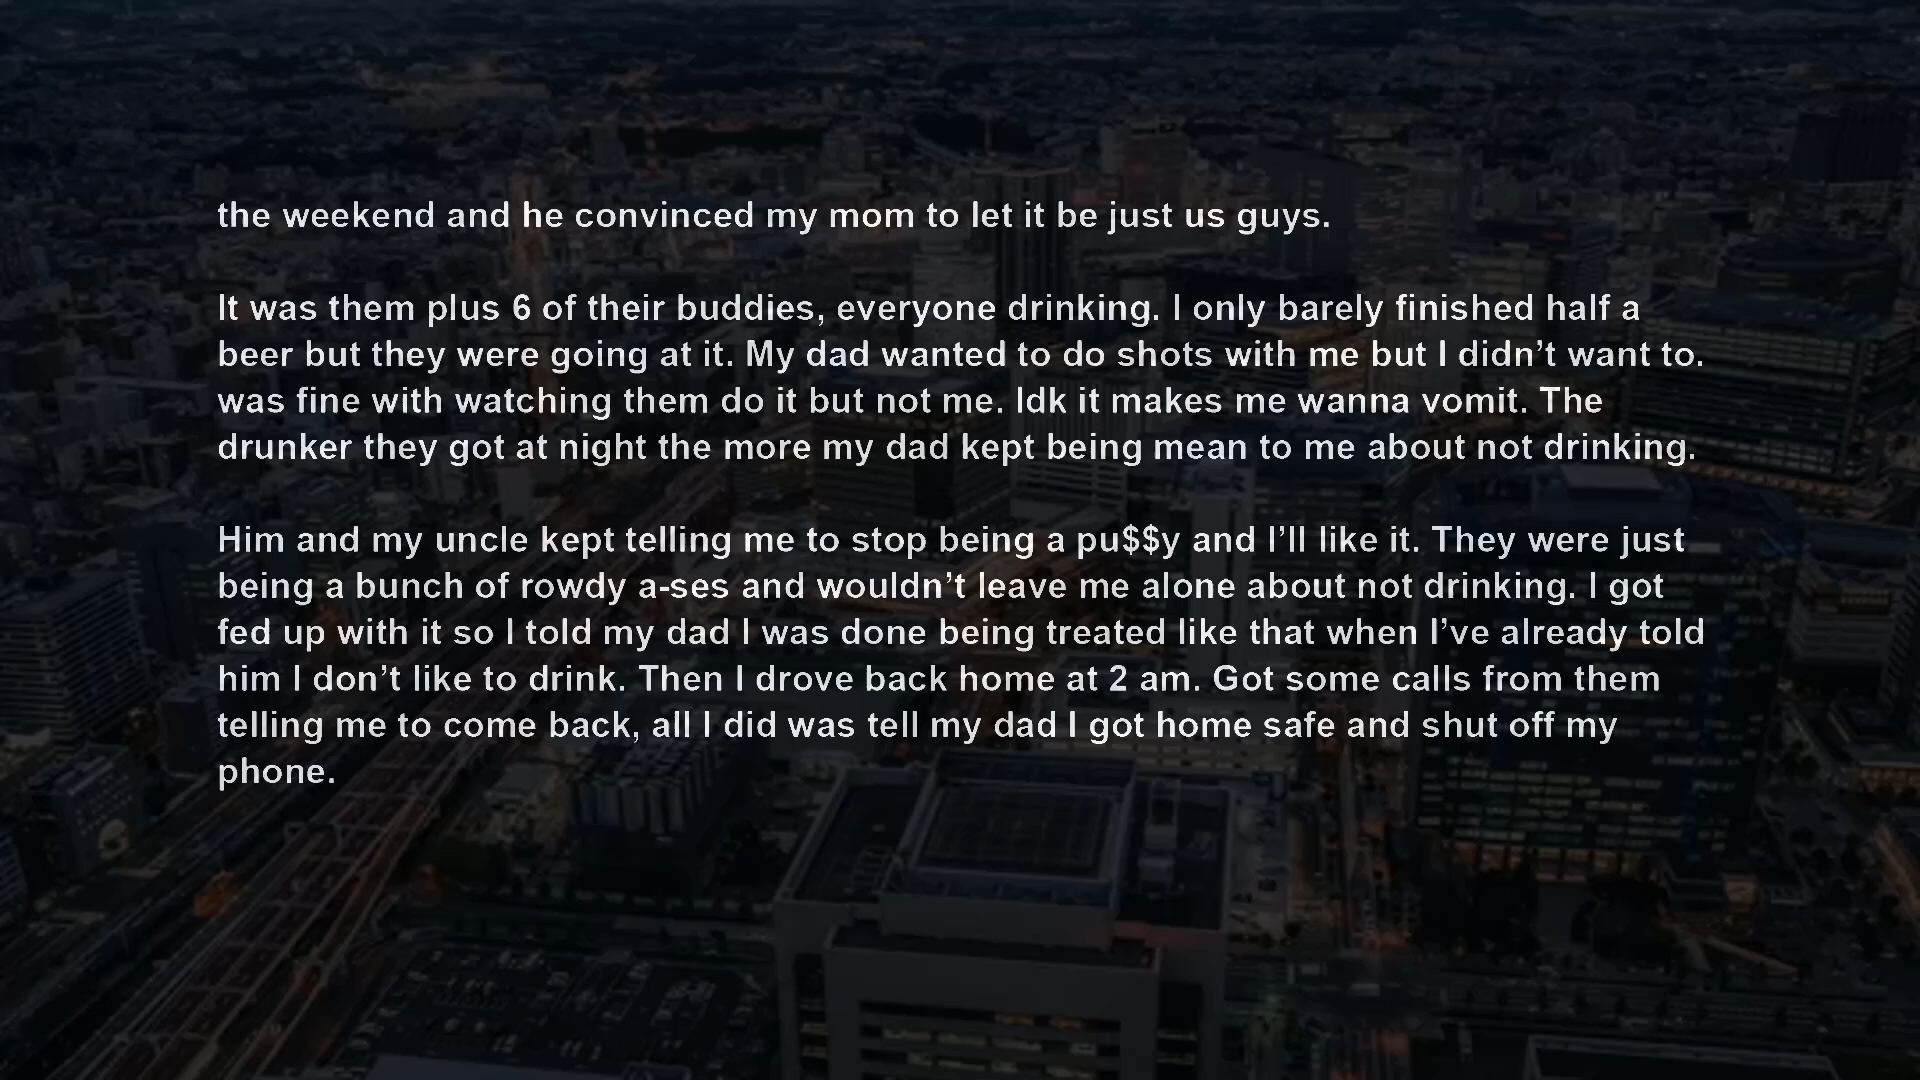 the weekend and he convinced my mom to let it be just us guys.
It was them plus 6 of their buddies, everyone drinking. I only barely finished half a
beer but they were going at it. My dad wanted to do shots with me but I didn’t want to.
was fine with watching them do it but not me. Idk it makes me wanna vomit. The
drunker they got at night the more my dad kept being mean to me about not drinking.
Him and my uncle kept telling me to stop being a pu$$y and I’ll like it. They were just
being a bunch of rowdy a-ses and wouldn’t leave me alone about not drinking. I got
fed up with it so I told my dad I was done being treated like that when I’ve already told
him I don’t like to drink. Then I drove back home at 2 am. Got some calls from them
telling me to come back, all I did was tell my dad I got home safe and shut off my
phone.